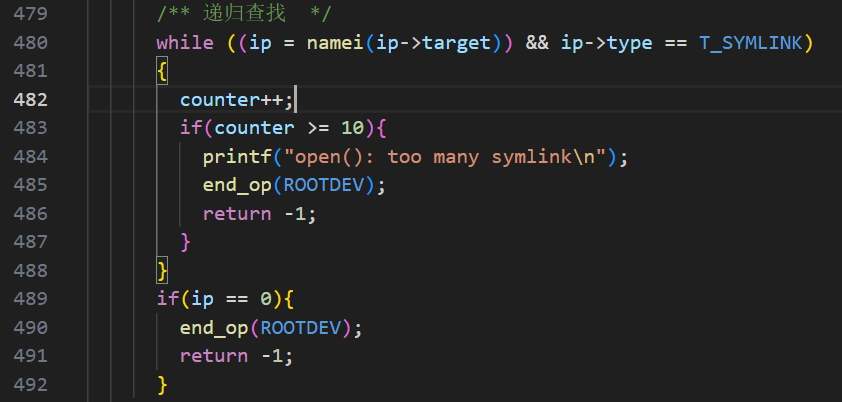 479 /** 递归查找  */
480 while ((ip = namei(ip->target)) && ip->type == T_SYMLINK)
481 {
482   counter++;
483   if(counter >= 10){
484     printf("open(): too many symlink\n");
485     end_op(ROOTDEV);
486     return -1;
487   }
488 }
489 if(ip == 0){
490   end_op(ROOTDEV);
491   return -1;
492 }